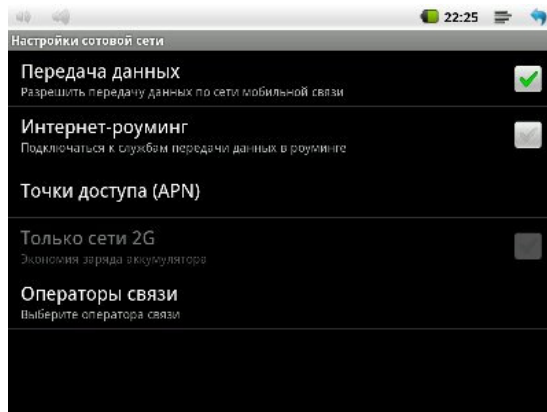 22:25
Настройки сотовой сети
Передача данных
Разрешить передачу данных по сети мобильной связи
Интернет-роуминг
Подключаться к службам передачи данных в роуминге
Точки доступа (APN)
Только сети 2G
Экономия заряда аккумулятора
Операторы связи
Выберите оператора связи